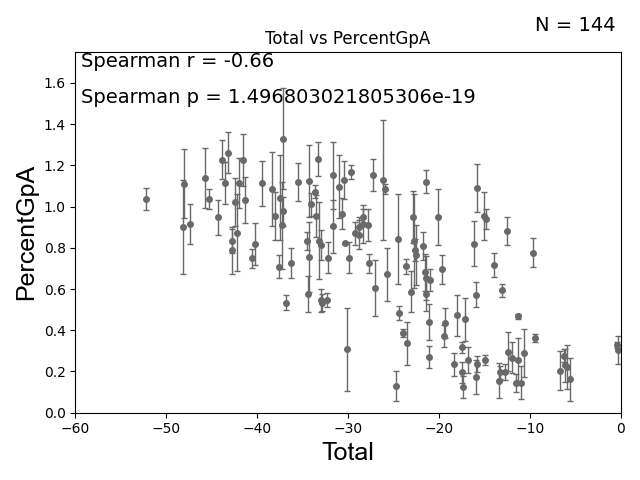 N = 144
Total vs PercentGpA
Spearman r = -0.66
Spearman p = 1.496803021805306e-19
PercentGpA
1.6
1.4
1.2
1.0
0.8
0.6
0.4
0.2
0.0
−60 −50 −40 −30 −20 −10 0
Total